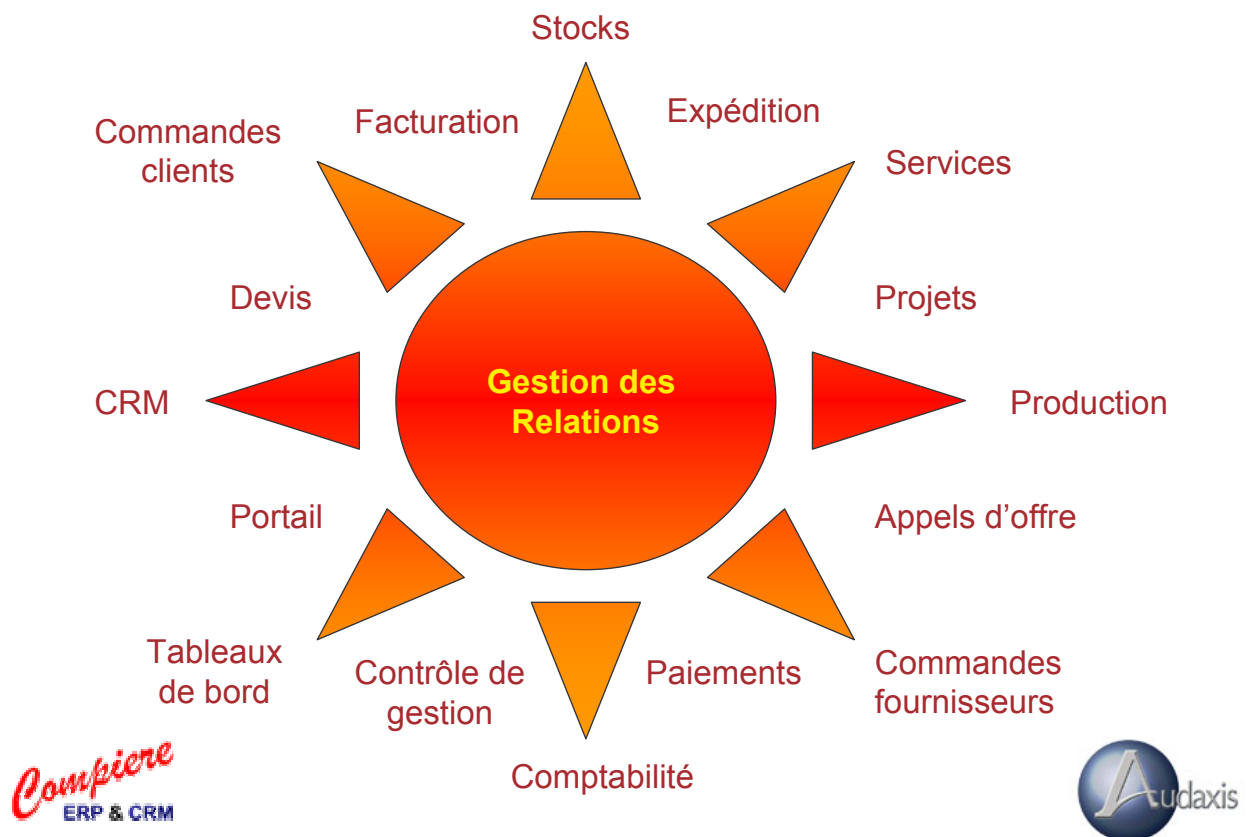 Stocks
Facturation
Expédition
Commandes
clients
Services
Devis
Projets
Gestion des
Relations
CRM
Production
Portail
Appels d’offre
Tableaux
de bord
Contrôle de
gestion
Paiements
Commandes
fournisseurs
Comptabilité
Compiere
ERP & CRM
Audaxis